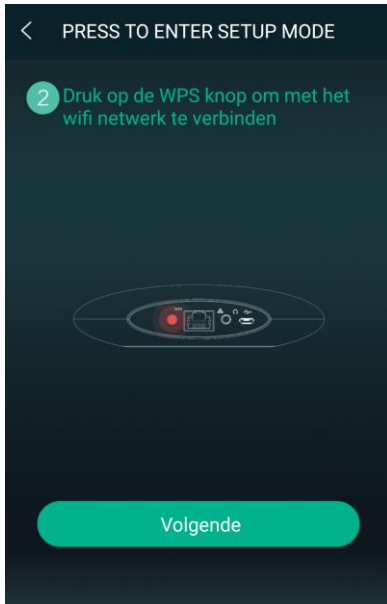 PRESS TO ENTER SETUP MODE
2 Druk op de WPS knop om met het
wifi netwerk te verbinden
WPS
Volgende